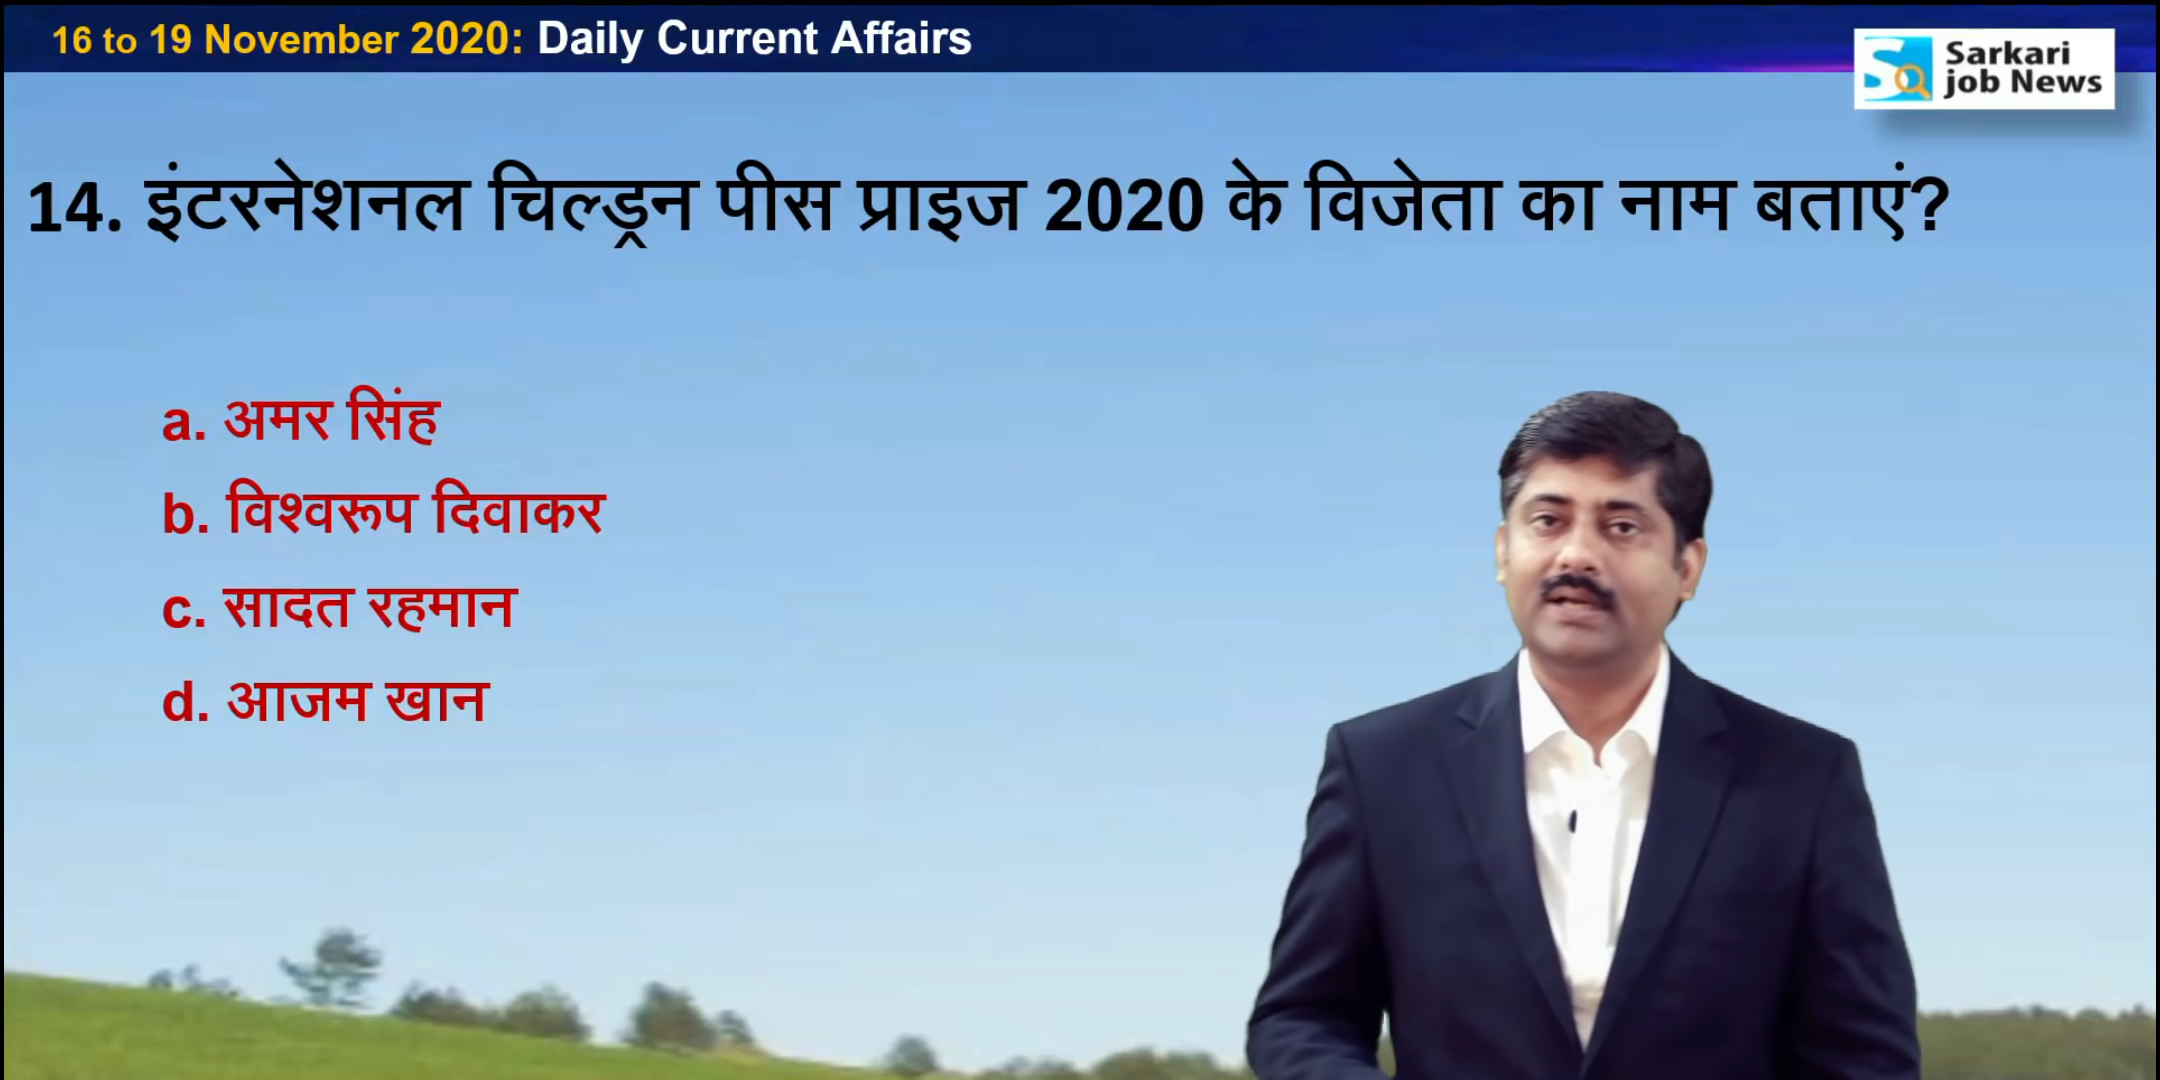 16 to 19 November 2020: Daily Current Affairs
Sarkari
job News
14. इंटरनेशनल चिल्ड्रन पीस प्राइज 2020 के विजेता का नाम बताएं?
a. अमर सिंह
b. विश्वरूप दिवाकर
c. सादत रहमान
d. आजम खान